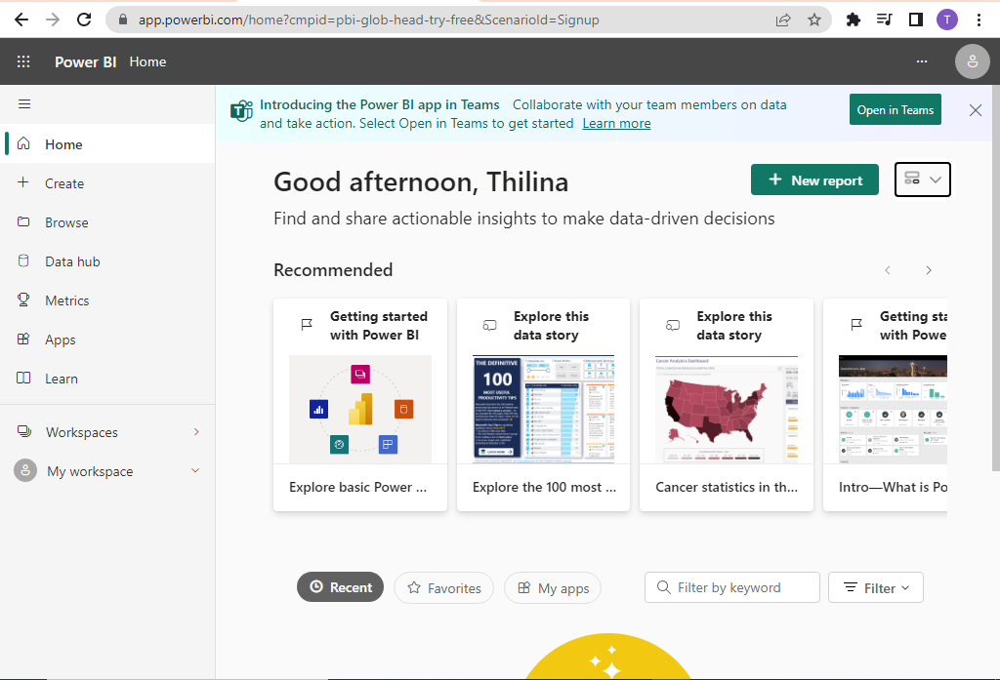 app.powerbi.com/home?cmpid=pbi-glob-head-try-free&ScenarioId=Signup
T
Power BI Home
Introducing the Power BI app in Teams Collaborate with your team members on data
and take action. Select Open in Teams to get started Learn more
Open in Teams
Home
Create
Browse
Data hub
Metrics
Apps
Learn
Workspaces
My workspace
Good afternoon, Thilina
New report
Find and share actionable insights to make data-driven decisions
Recommended
Getting started
with Power BI
Explore basic Power ...
Explore this
data story
THE DEFINITIVE
100
MOST USEFUL
PRODUCTIVITY TIPS
Explore the 100 most ...
Explore this
data story
Cancer Analytics Dashboard
Cancer statistics in th...
Getting sta
with Powe
Intro—What is Po
Recent
Favorites
My apps
Filter by keyword
Filter